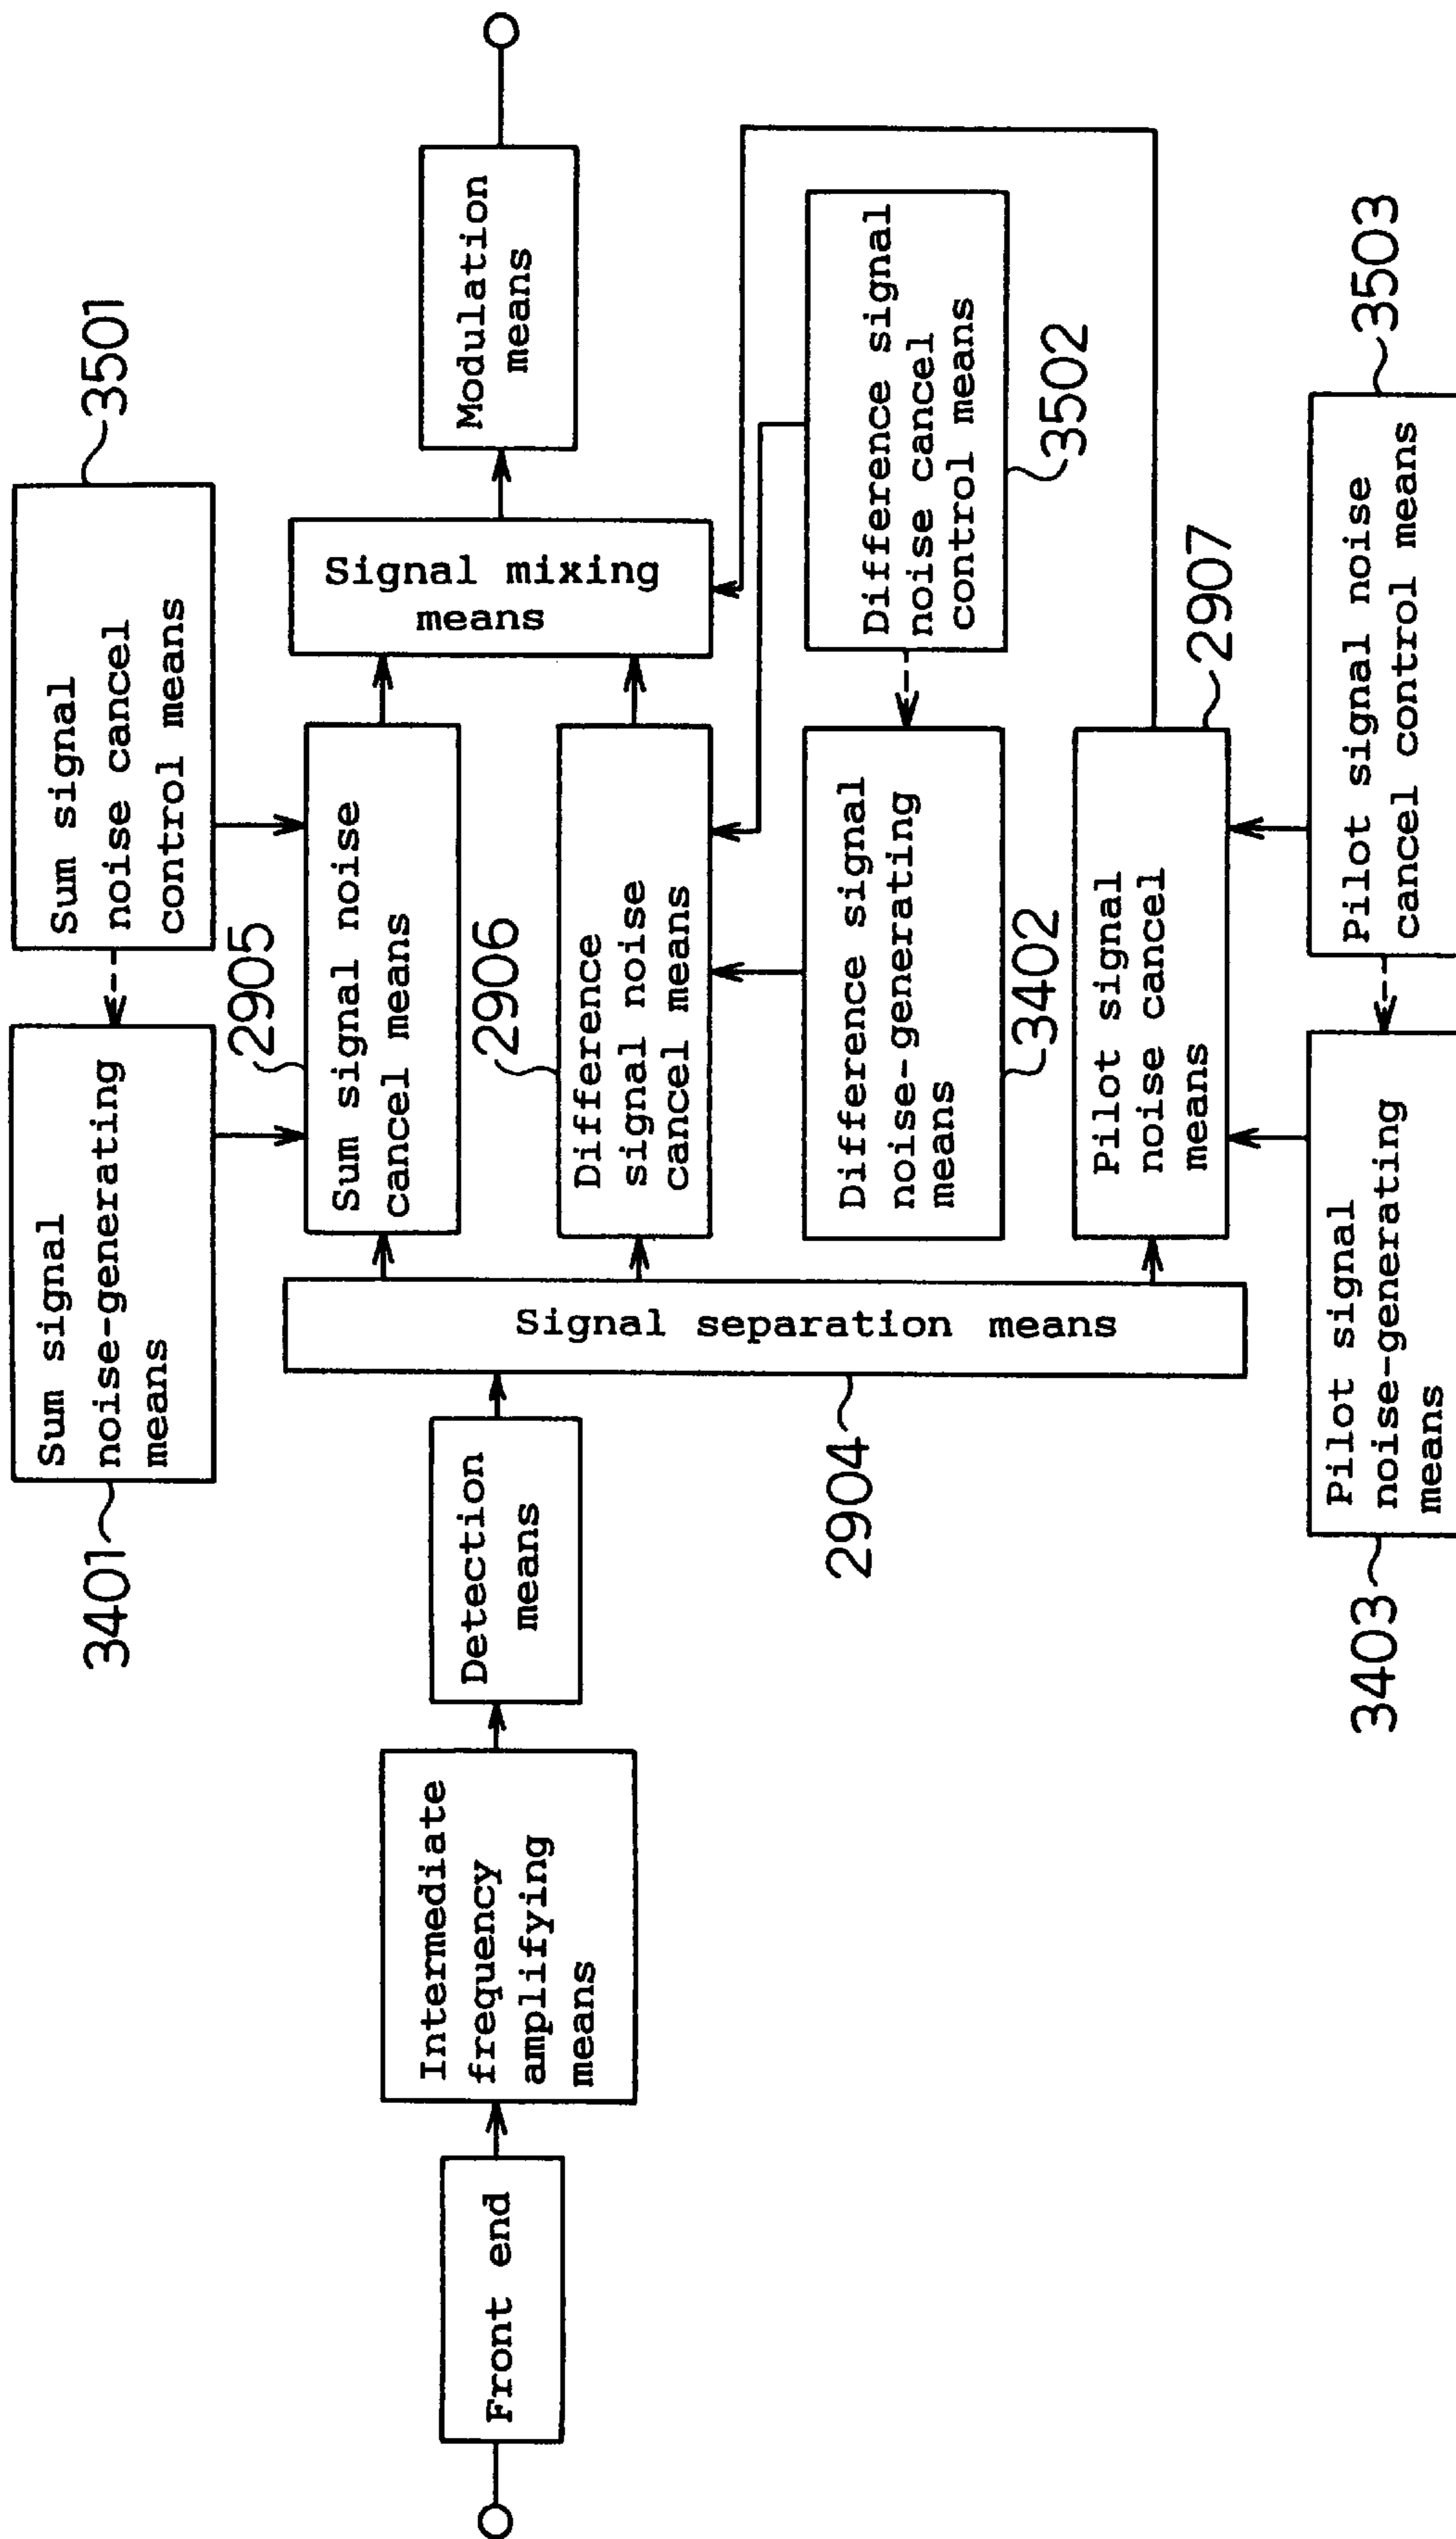 Front end
Intermediate
frequency
amplifying
means
Detection
means
Signal separation means
2904
3401
Sum signal
noise-generating
means
Sum signal
noise cancel
control means
3501
2905
Sum signal noise
cancel means
2906
Difference
signal noise
cancel means
Difference signal
noise-generating
means
3402
Difference signal
noise cancel
control means
3502
Pilot signal
noise cancel
means
2907
3403
Pilot signal
noise-generating
means
Pilot signal noise
cancel control means
3503
Signal mixing
means
Modulation
means